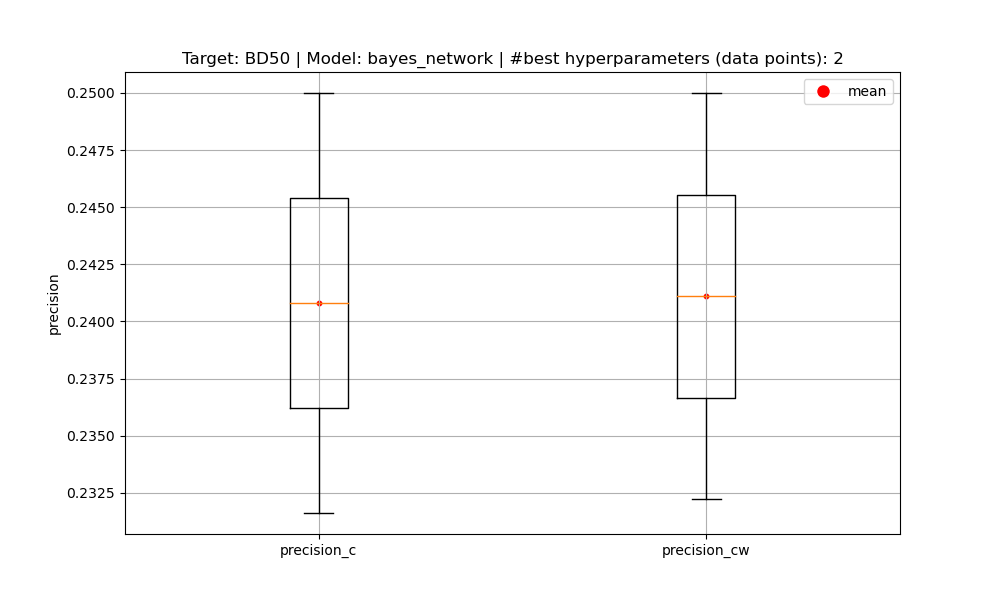 Target: BD50 | Model: bayes_network | #best hyperparameters (data points): 2
mean
0.2500
0.2475
0.2450
0.2425
0.2400
0.2375
0.2350
0.2325
precision
precision_c
precision_cw